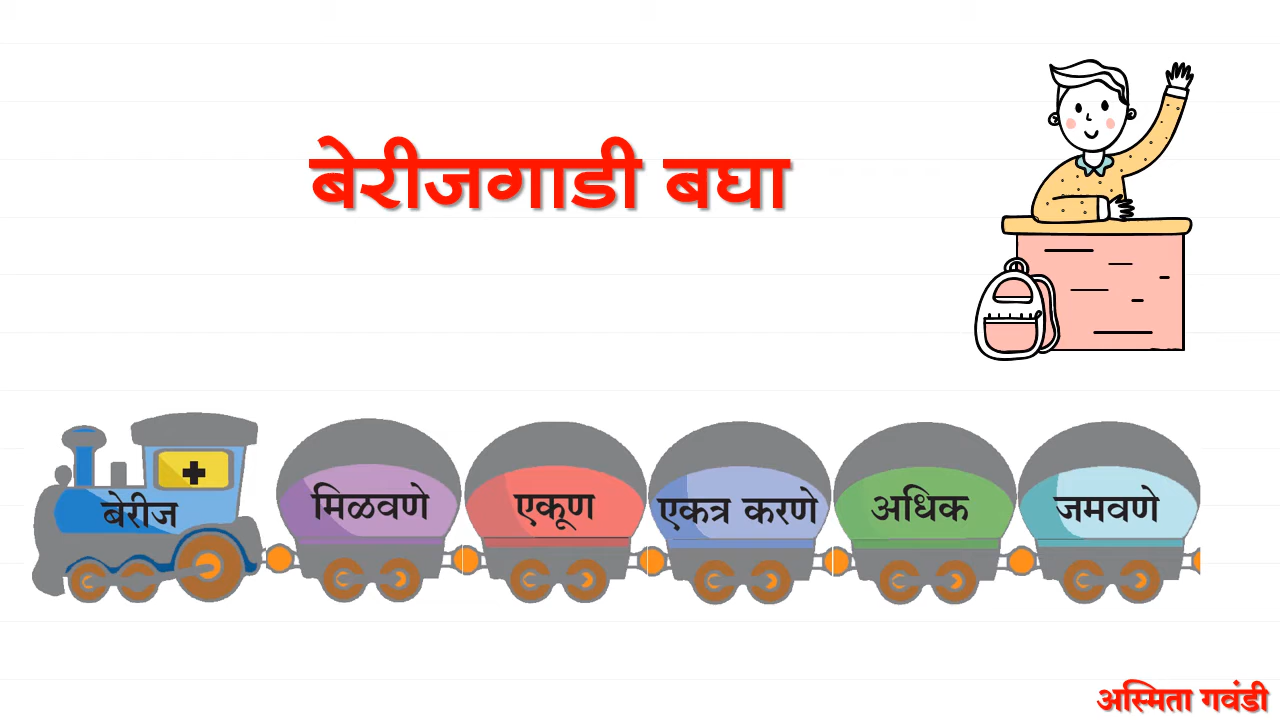 बेरीजगाडी बघा
+
बेरीज मिळवणे एकूण एकत्र करणे अधिक जमवणे
अस्मिता गवंडी